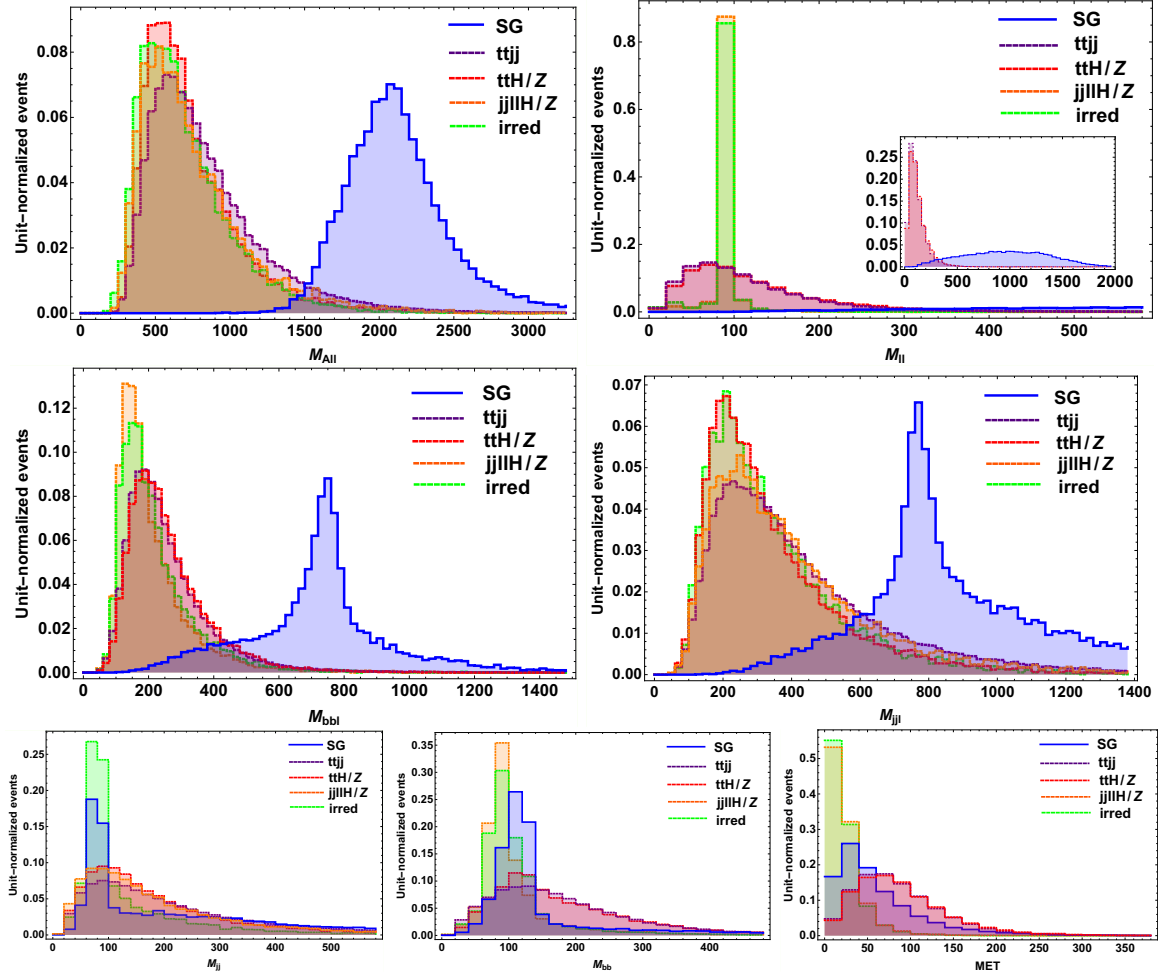 SG
ttjj
ttH/Z
jjllH/Z
irred
Unit-normalized events
0.08
0.06
0.04
0.02
0.00
0 500 1000 1500 2000 2500 3000
M_All
SG
ttjj
ttH/Z
jjllH/Z
irred
Unit-normalized events
0.8
0.6
0.4
0.2
0.0
0 100 200 300 400 500
M_ll
0.25
0.20
0.15
0.10
0.05
0.00
0 500 1000 1500 2000
SG
ttjj
ttH/Z
jjllH/Z
irred
Unit-normalized events
0.12
0.10
0.08
0.06
0.04
0.02
0.00
0 200 400 600 800 1000 1200 1400
M_bbl
SG
ttjj
ttH/Z
jjllH/Z
irred
Unit-normalized events
0.07
0.06
0.05
0.04
0.03
0.02
0.01
0.00
0 200 400 600 800 1000 1200 1400
M_jjl
SG
ttjj
ttH/Z
jjllH/Z
irred
Unit-normalized events
0.25
0.20
0.15
0.10
0.05
0.00
0 100 200 300 400 500
M_jj
SG
ttjj
ttH/Z
jjllH/Z
irred
Unit-normalized events
0.35
0.30
0.25
0.20
0.15
0.10
0.05
0.00
0 100 200 300 400
M_bb
SG
ttjj
ttH/Z
jjllH/Z
irred
Unit-normalized events
0.5
0.4
0.3
0.2
0.1
0.0
0 50 100 150 200 250 300 350
MET